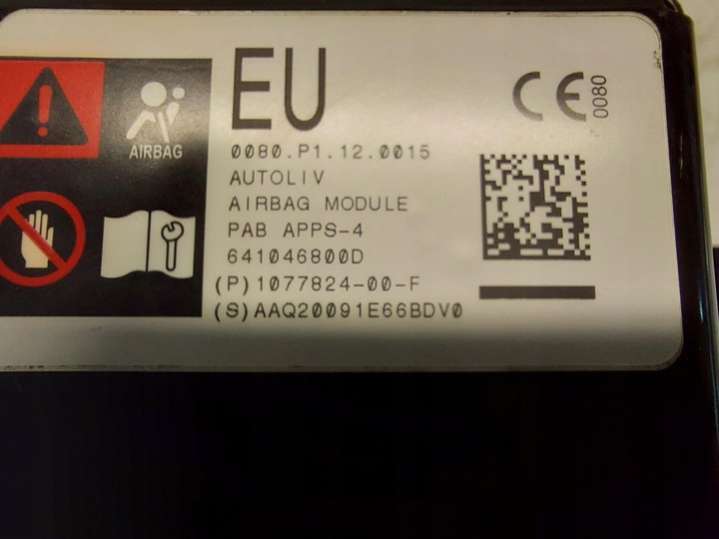 EU
CE 0080
AIRBAG
0080.P1.12.0015
AUTOLIV
AIRBAG MODULE
PAB APPS-4
641046800D
(P)1077824-00-F
(S)AAQ20091E66BDV0